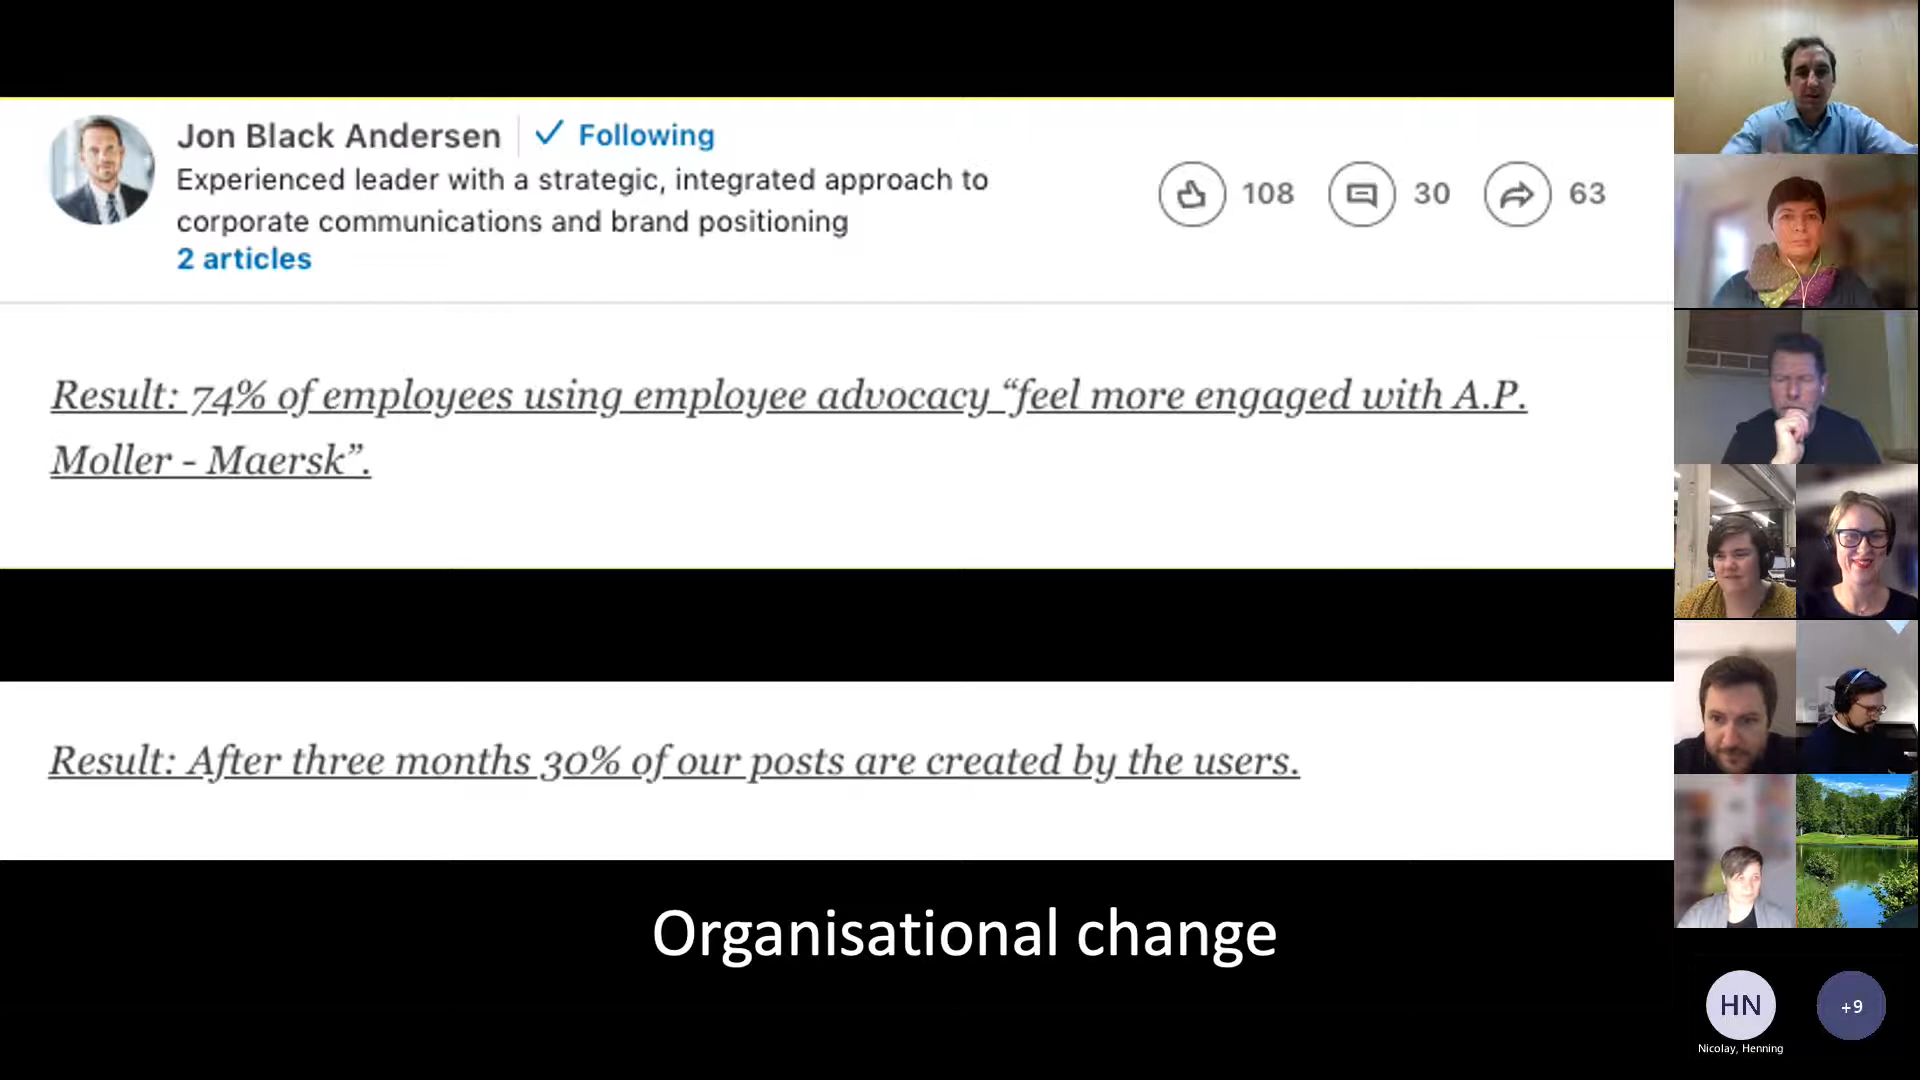 Jon Black Andersen
Following
Experienced leader with a strategic, integrated approach to
corporate communications and brand positioning
2 articles
108
30
63
Result: 74% of employees using employee advocacy “feel more engaged with A.P.
Moller - Maersk”.
Result: After three months 30% of our posts are created by the users.
Organisational change
HN
+9
Nicolay, Henning